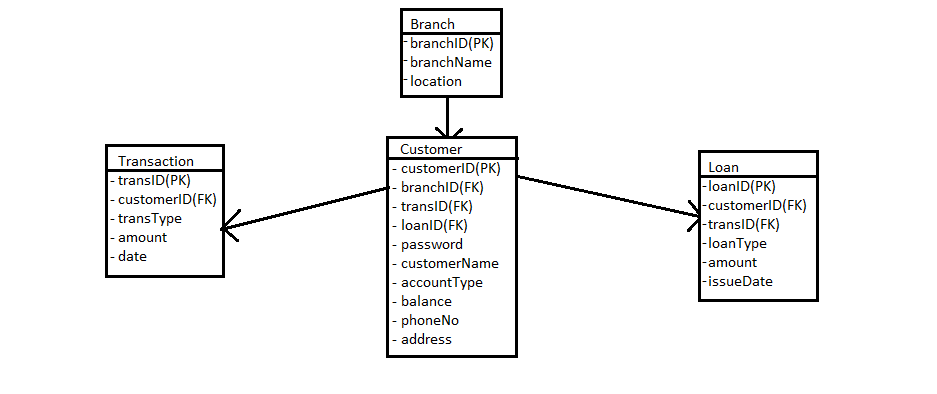 Branch
-branchID(PK)
-branchName
-location
Transaction
- transID(PK)
- customerID(FK)
- transType
- amount
- date
Customer
- customerID(PK)
- branchID(FK)
- transID(FK)
- loanID(FK)
- password
- customerName
- accountType
- balance
- phoneNo
- address
Loan
-loanID(PK)
-customerID(FK)
-transID(FK)
-loanType
-amount
-issueDate